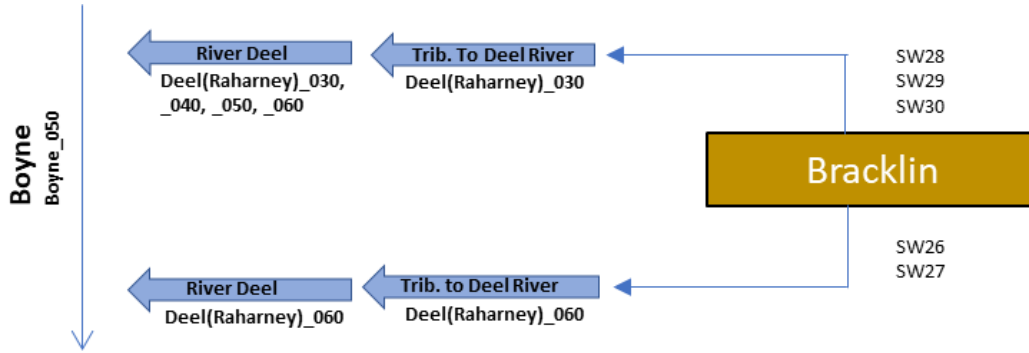 River Deel
Trib. To Deel River
Deel(Raharney)_030,
_040, _050, _060
Deel(Raharney)_030
SW28
SW29
SW30
Boyne
Boyne_050
Bracklin
SW26
SW27
River Deel
Trib. to Deel River
Deel(Raharney)_060
Deel(Raharney)_060